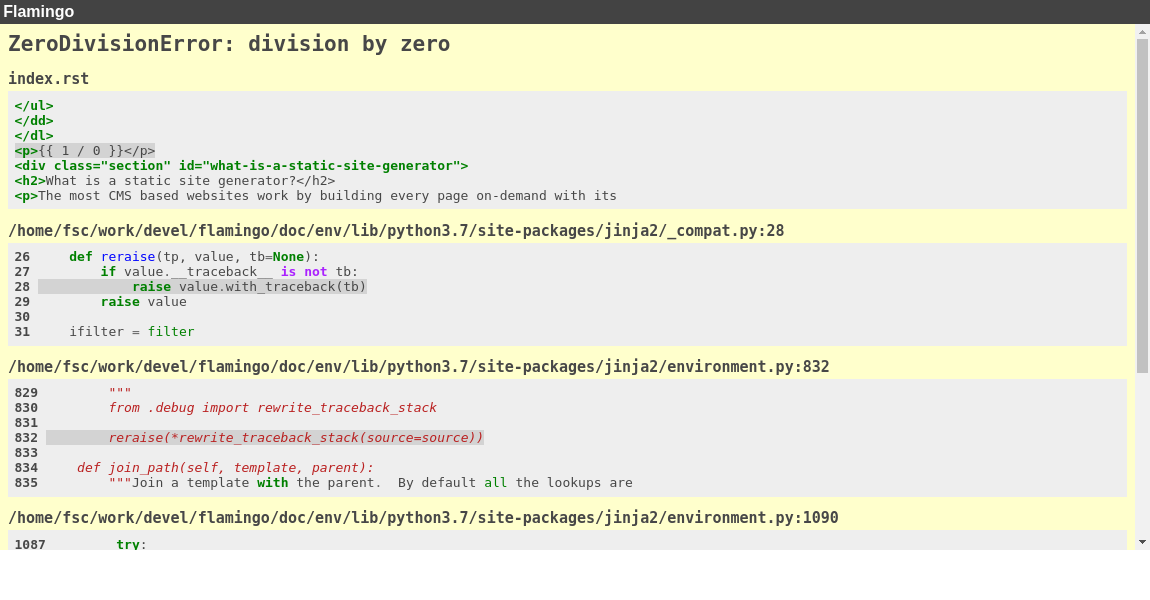 Flamingo
ZeroDivisionError: division by zero
index.rst
</ul>
</dd>
</dl>
<p>{{ 1 / 0 }}</p>
<div class="section" id="what-is-a-static-site-generator">
<h2>What is a static site generator?</h2>
<p>The most CMS based websites work by building every page on-demand with its
/home/fsc/work/devel/flamingo/doc/env/lib/python3.7/site-packages/jinja2/_compat.py:28
26     def reraise(tp, value, tb=None):
27         if value.__traceback__ is not tb:
28             raise value.with_traceback(tb)
29         raise value
30
31     ifilter = filter
/home/fsc/work/devel/flamingo/doc/env/lib/python3.7/site-packages/jinja2/environment.py:832
829         """
830         from .debug import rewrite_traceback_stack
831
832         reraise(*rewrite_traceback_stack(source=source))
833
834     def join_path(self, template, parent):
835         """Join a template with the parent.  By default all the lookups are
/home/fsc/work/devel/flamingo/doc/env/lib/python3.7/site-packages/jinja2/environment.py:1090
1087         try: